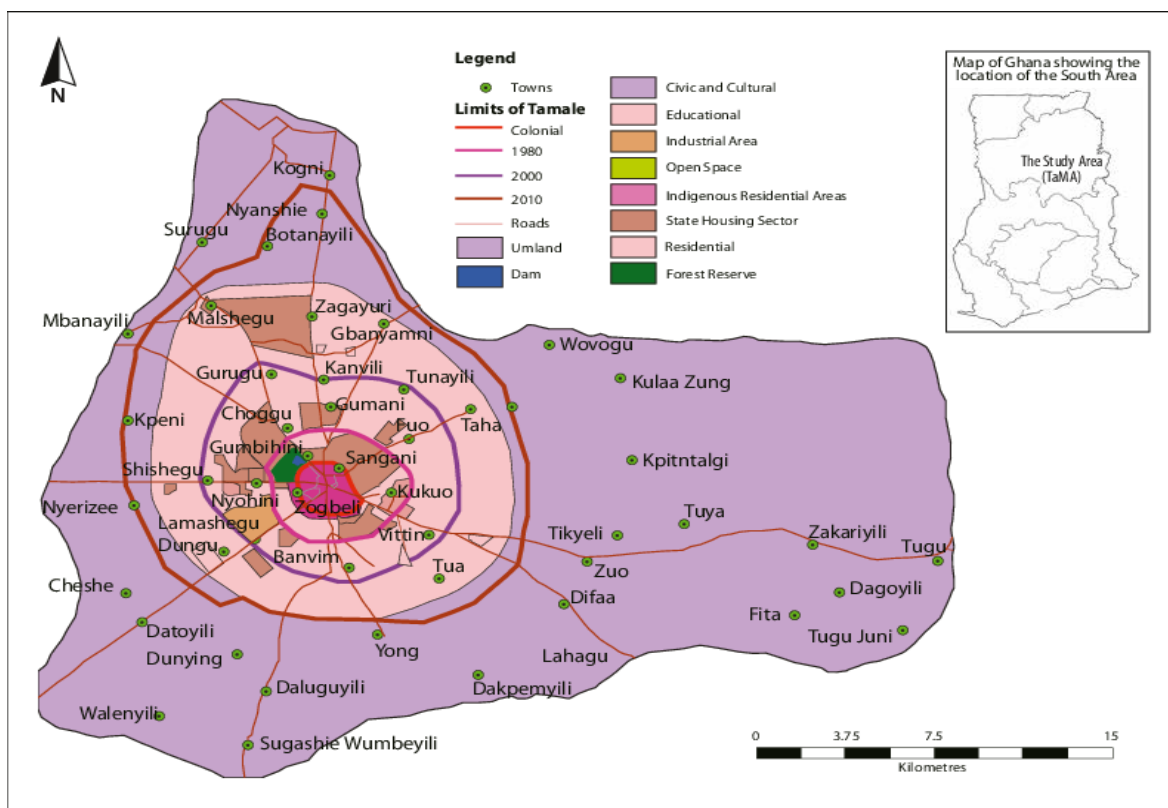 N
Legend
Towns
Limits of Tamale
Colonial
1980
2000
2010
Roads
Umland
Dam
Civic and Cultural
Educational
Industrial Area
Open Space
Indigenous Residential Areas
State Housing Sector
Residential
Forest Reserve
Map of Ghana showing the
location of the South Area
The Study Area
(TaMA)
Kogni
Nyanshie
Surugu
Botanayili
Malshegu
Zagayuri
Mbanayili
Gbanyamni
Wovogu
Gurugu
Kanvili
Tunayili
Kulaa Zung
Choggu
Gumani
Kpeni
Fuo
Taha
Gumbihini
Sangani
Kpitntalgi
Shishegu
Nyohini
Zogbeli
Kukuo
Nyerizee
Lamashegu
Dungu
Vittin
Tikyeli
Tuya
Zakariyili
Tugu
Banvim
Tua
Zuo
Cheshe
Difaa
Dagoyili
Fita
Datoyili
Tugu Juni
Dunying
Yong
Lahagu
Daluguyili
Dakpemyili
Walenyili
Sugashie Wumbeyili
0
3.75
7.5
15
Kilometres